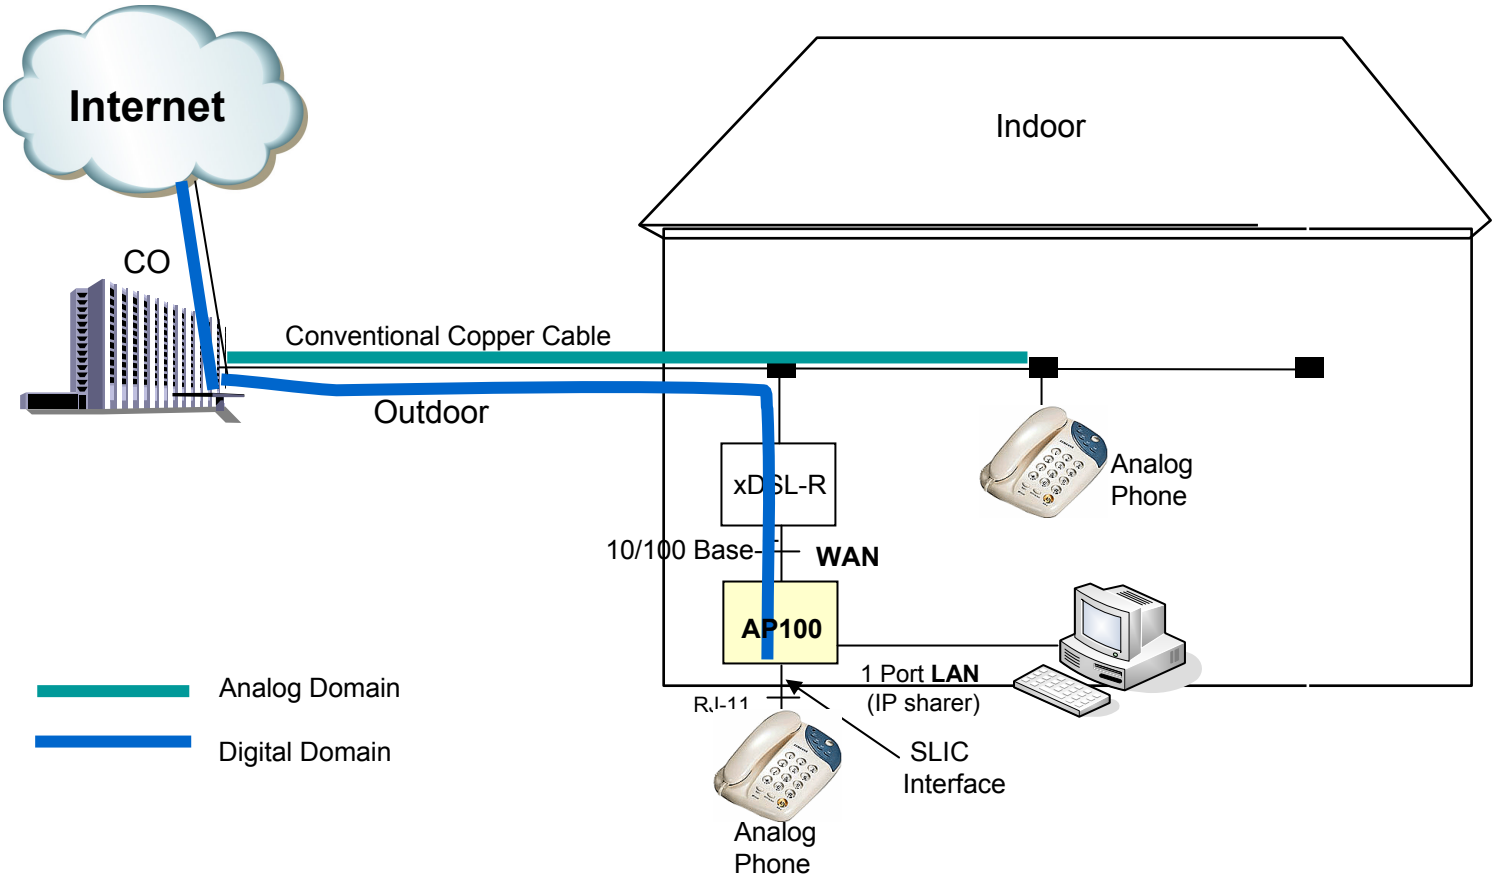 Internet
Indoor
CO
Conventional Copper Cable
Outdoor
xDSL-R
Analog
Phone
10/100 Base-T
WAN
AP100
1 Port LAN
(IP sharer)
Analog Domain
RJ-11
Digital Domain
SLIC
Interface
Analog
Phone